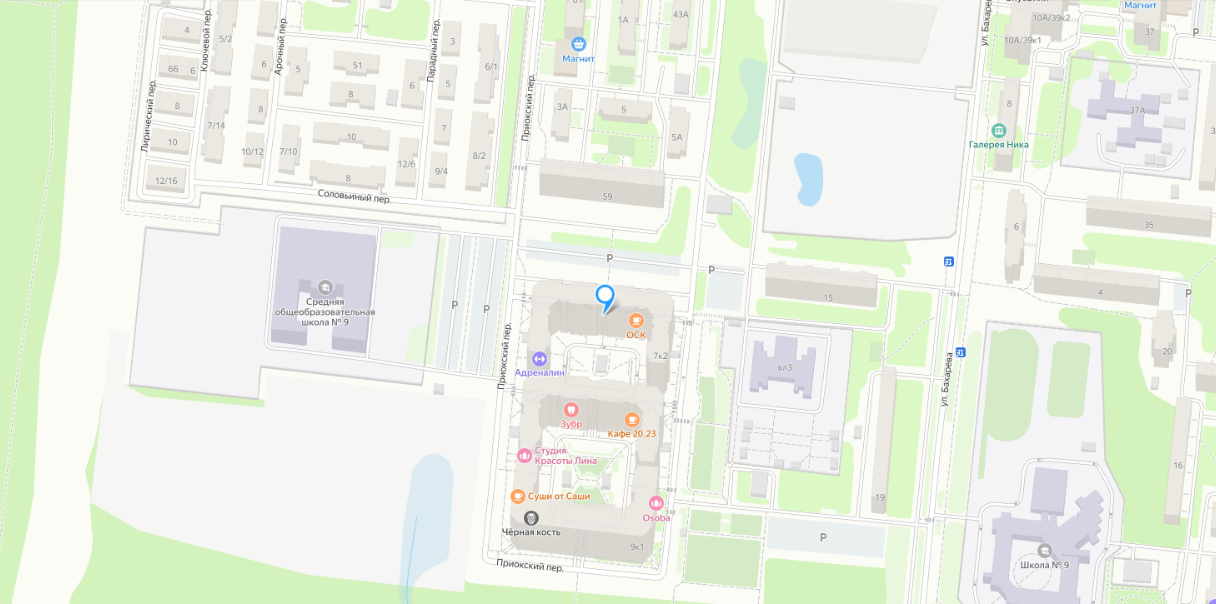 Магнит
ул. Бахарева
10А/39к2
37
10А/39к1
43А
1А
4
Ключевой пер.
5/2
Арочный пер.
6
5
51
Парадный пер.
3
6/1
Магнит
6Б
6
8
6
5
8
Лирический пер.
8
7/14
8
10
10/12
7/10
10
12/6
7
8/2
9/4
12/16
8
Приокский пер.
3А
5
5А
59
8
Галерея Ника
37А
Р
3
Соловьиный пер.
6
35
Р
Р
15
4
Р
20
Средняя
общеобразовательная
школа № 9
Р
Р
ОСК
7к2
Приокский пер.
Адреналин
вл3
ул. Бахарева
Зубр
Кафе 20.23
Студия
Красоты Лина
16
Суши от Саши
19
Osoba
Чёрная кость
9к1
Р
Школа № 9
Приокский пер.